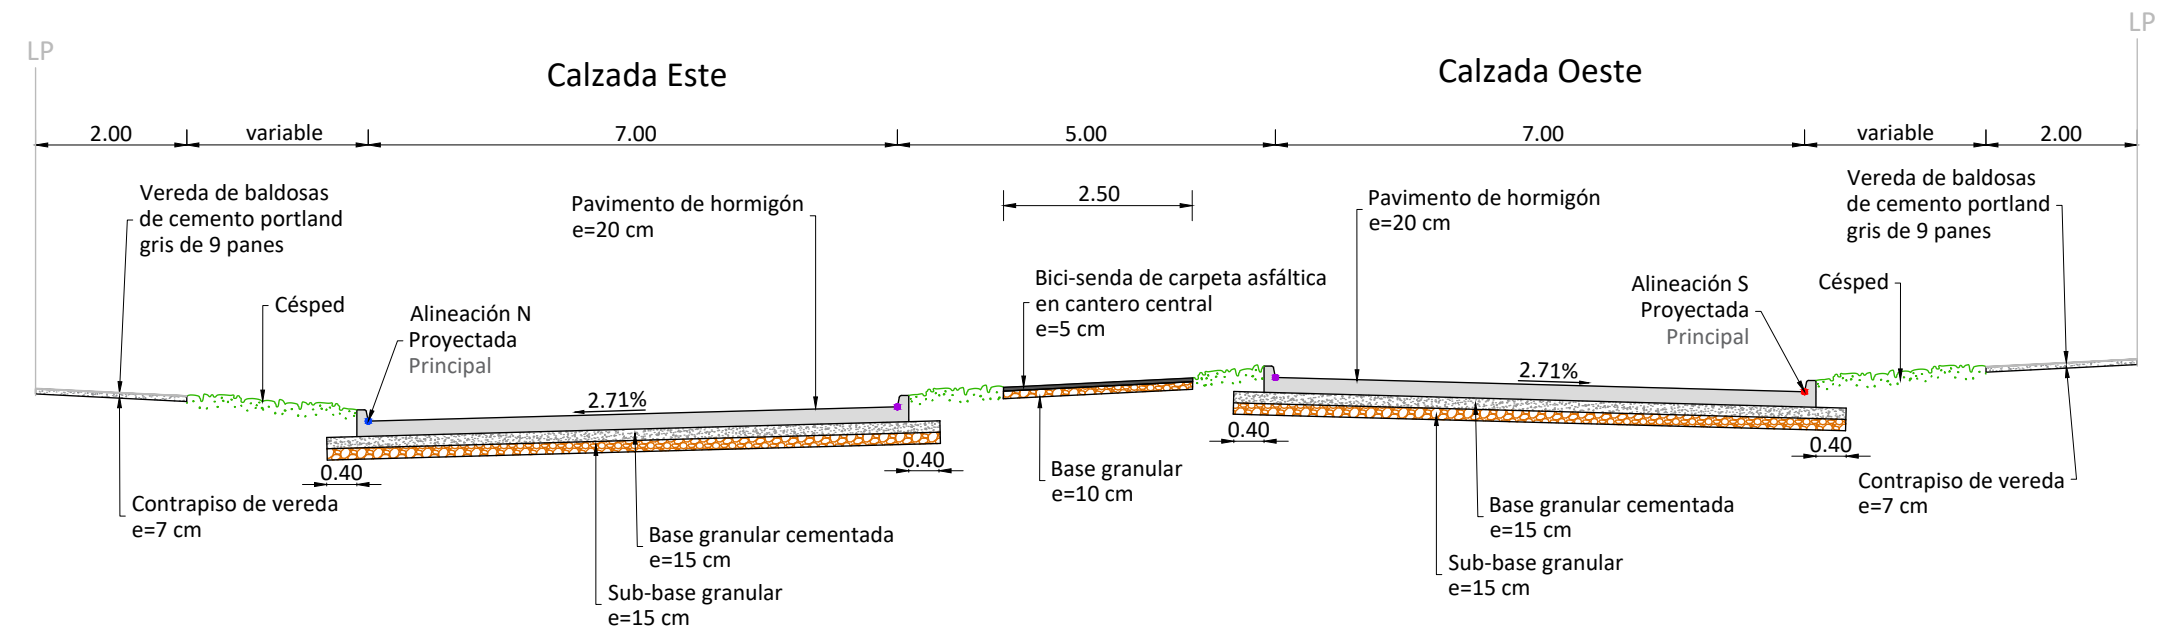 LP
LP
Calzada Este
Calzada Oeste
2.00
variable
7.00
5.00
7.00
variable
2.00
Vereda de baldosas
de cemento portland
gris de 9 panes
Pavimento de hormigón
e=20 cm
2.50
Pavimento de hormigón
e=20 cm
Vereda de baldosas
de cemento portland
gris de 9 panes
Césped
Alineación N
Proyectada
Principal
Bici-senda de carpeta asfáltica
en cantero central
e=5 cm
Alineación S
Proyectada
Principal
Césped
2.71%
2.71%
0.40
0.40
0.40
0.40
Contrapiso de vereda
e=7 cm
Base granular cementada
e=15 cm
Sub-base granular
e=15 cm
Base granular
e=10 cm
Base granular cementada
e=15 cm
Sub-base granular
e=15 cm
Contrapiso de vereda
e=7 cm